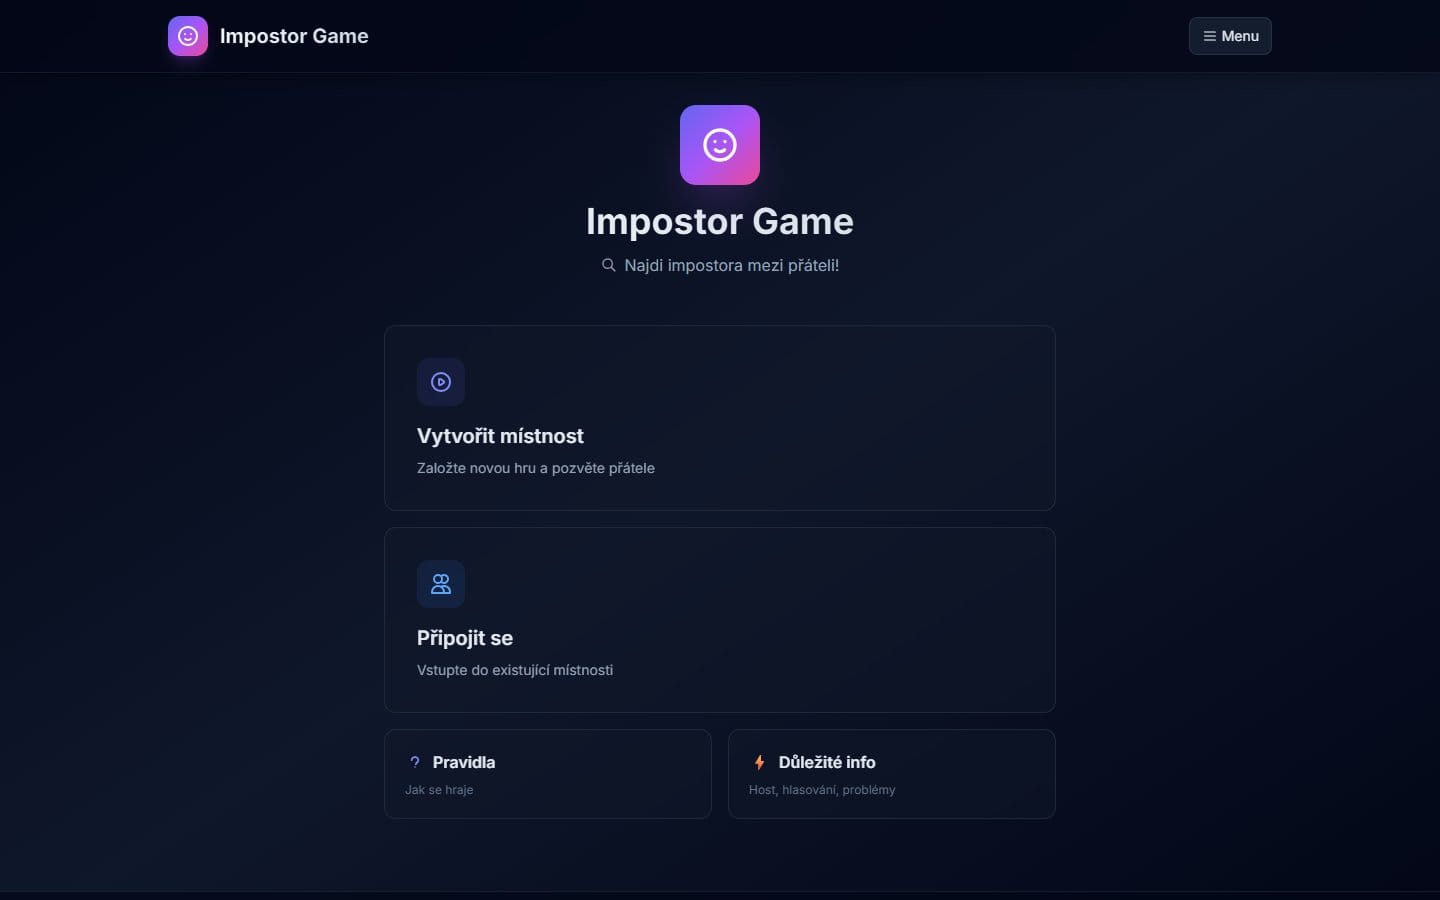 Impostor Game
Menu
Impostor Game
Najdi impostora mezi přáteli!
Vytvořit místnost
Založte novou hru a pozvěte přátele
Připojit se
Vstupte do existující místnosti
? Pravidla
Jak se hraje
Důležité info
Host, hlasování, problémy